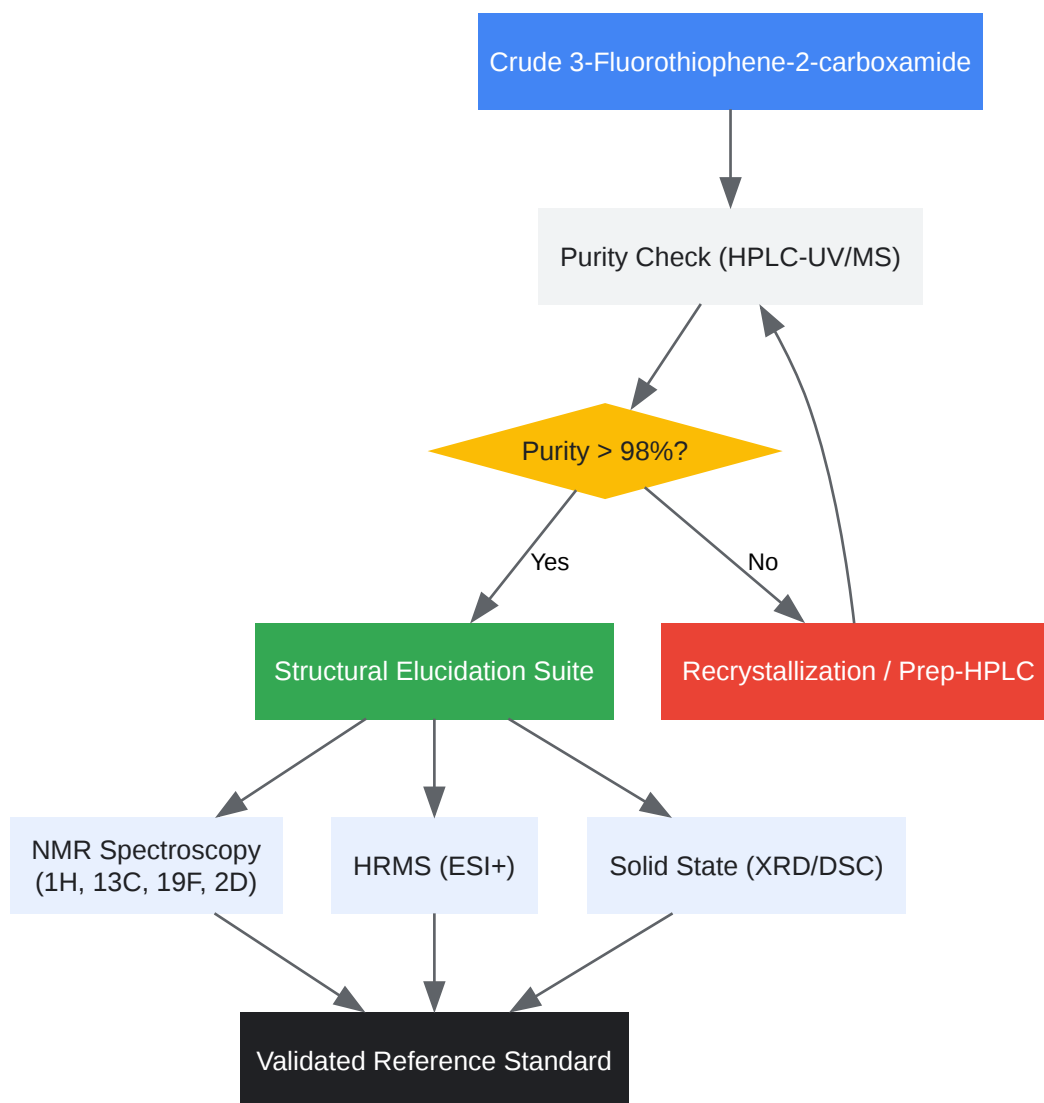 Crude 3-Fluorothiophene-2-carboxamide
Purity Check (HPLC-UV/MS)
Purity > 98%?
Yes
No
Structural Elucidation Suite
Recrystallization / Prep-HPLC
NMR Spectroscopy
(1H, 13C, 19F, 2D)
HRMS (ESI+)
Solid State (XRD/DSC)
Validated Reference Standard